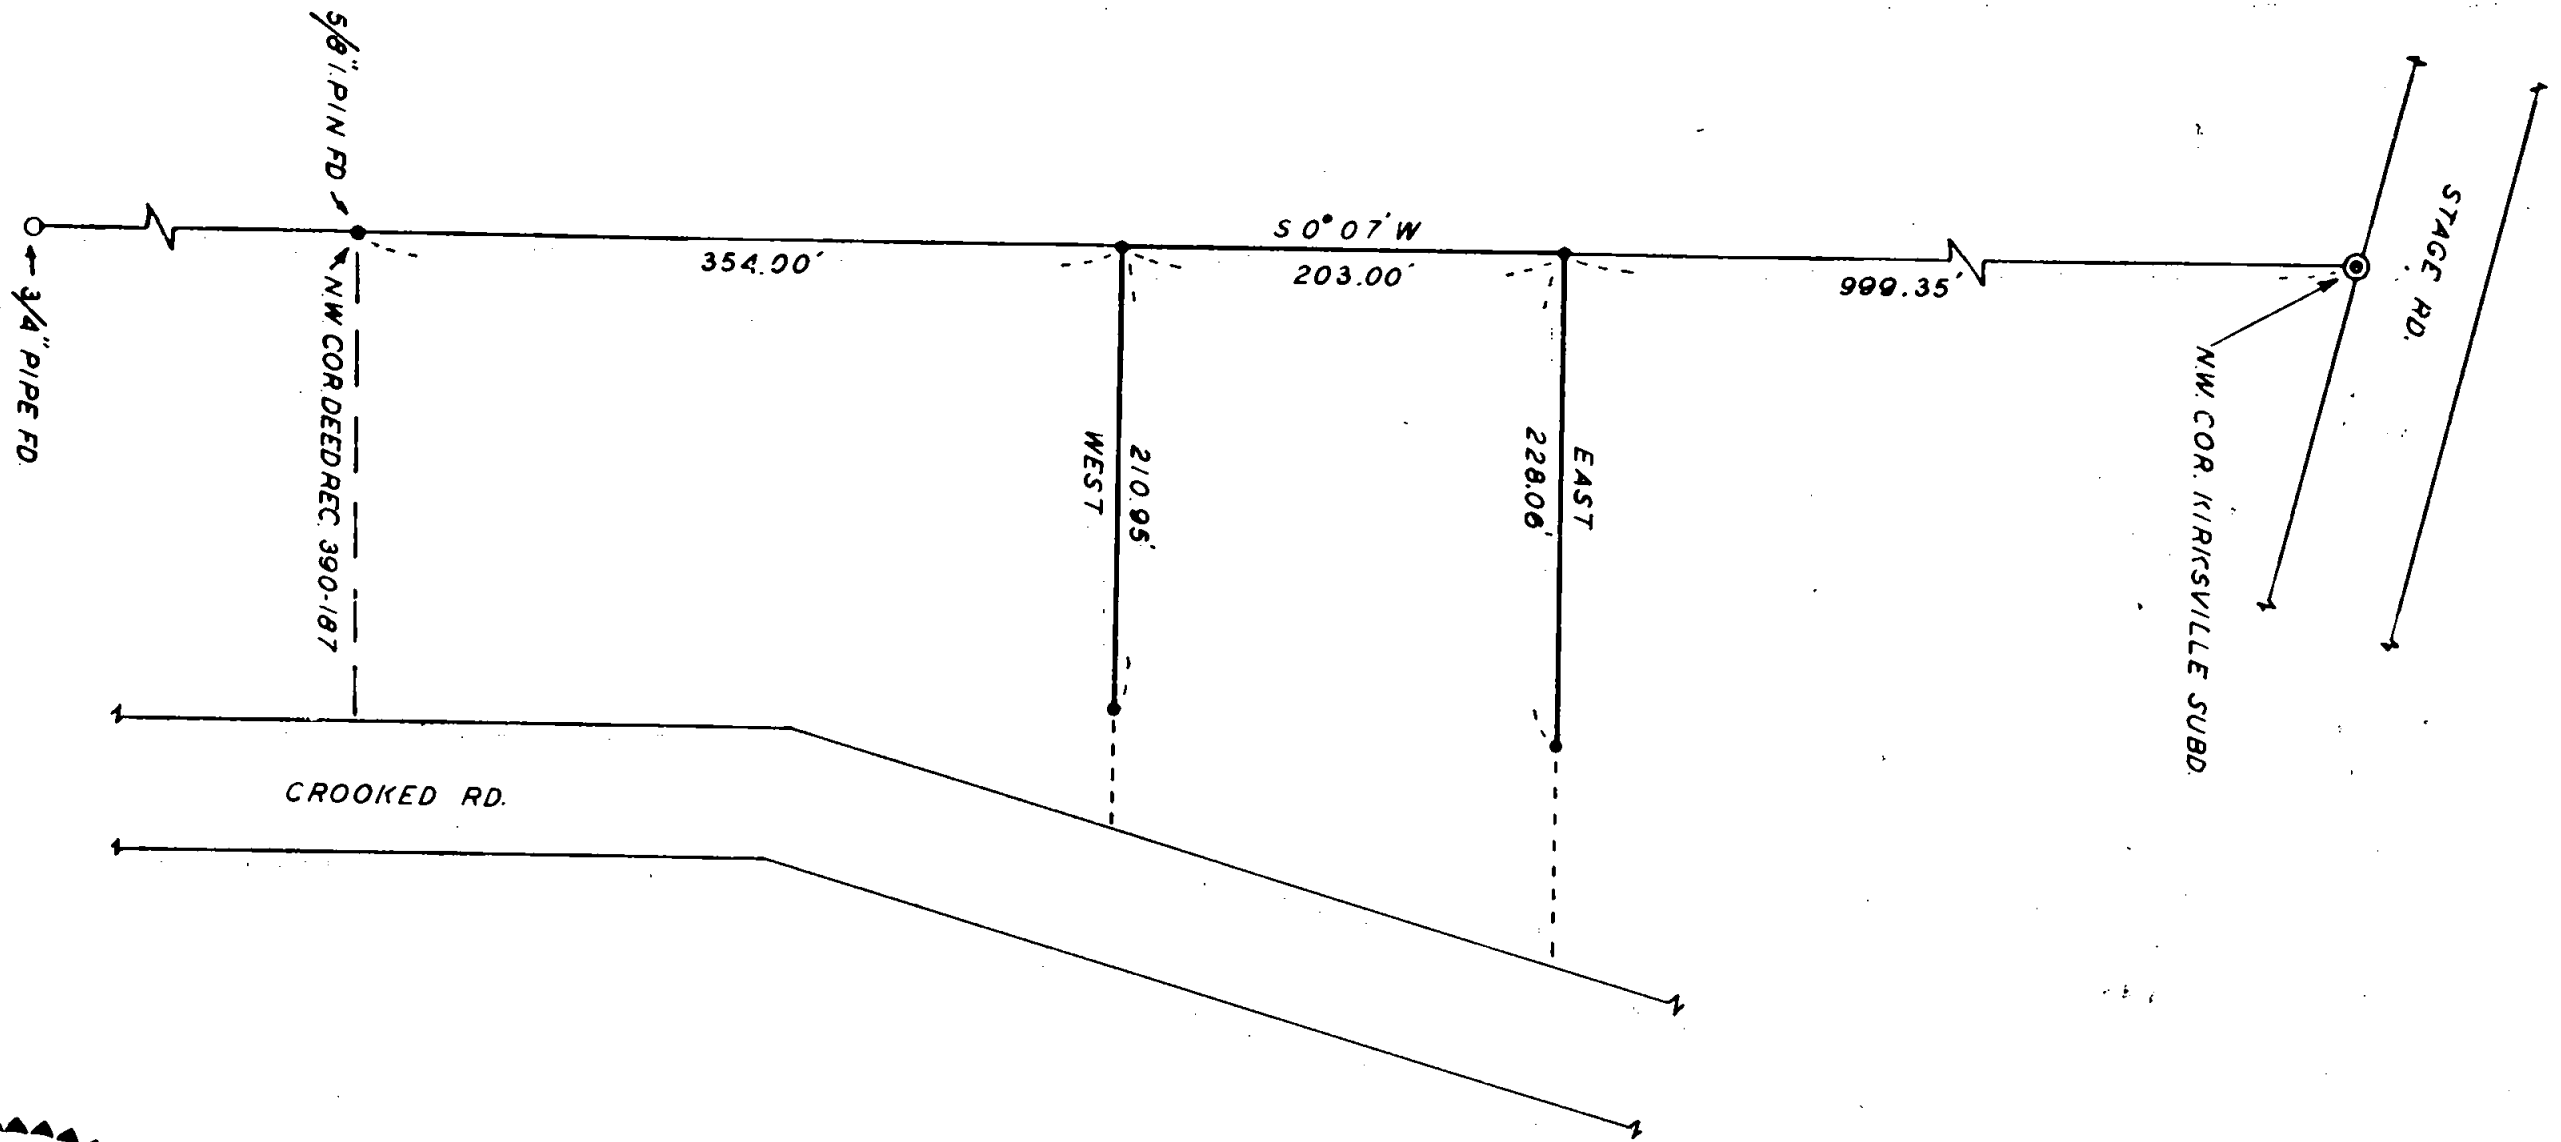 5/8" I. PIN FD
3/4" PIPE FD.
N.W. COR DEED REC. 390-187
354.00'
S 0° 07' W
203.00'
999.35'
210.95'
WEST
EAST
228.06'
STAGE RD.
N.W. COR. KIRKSVILLE SUBD.
CROOKED RD.